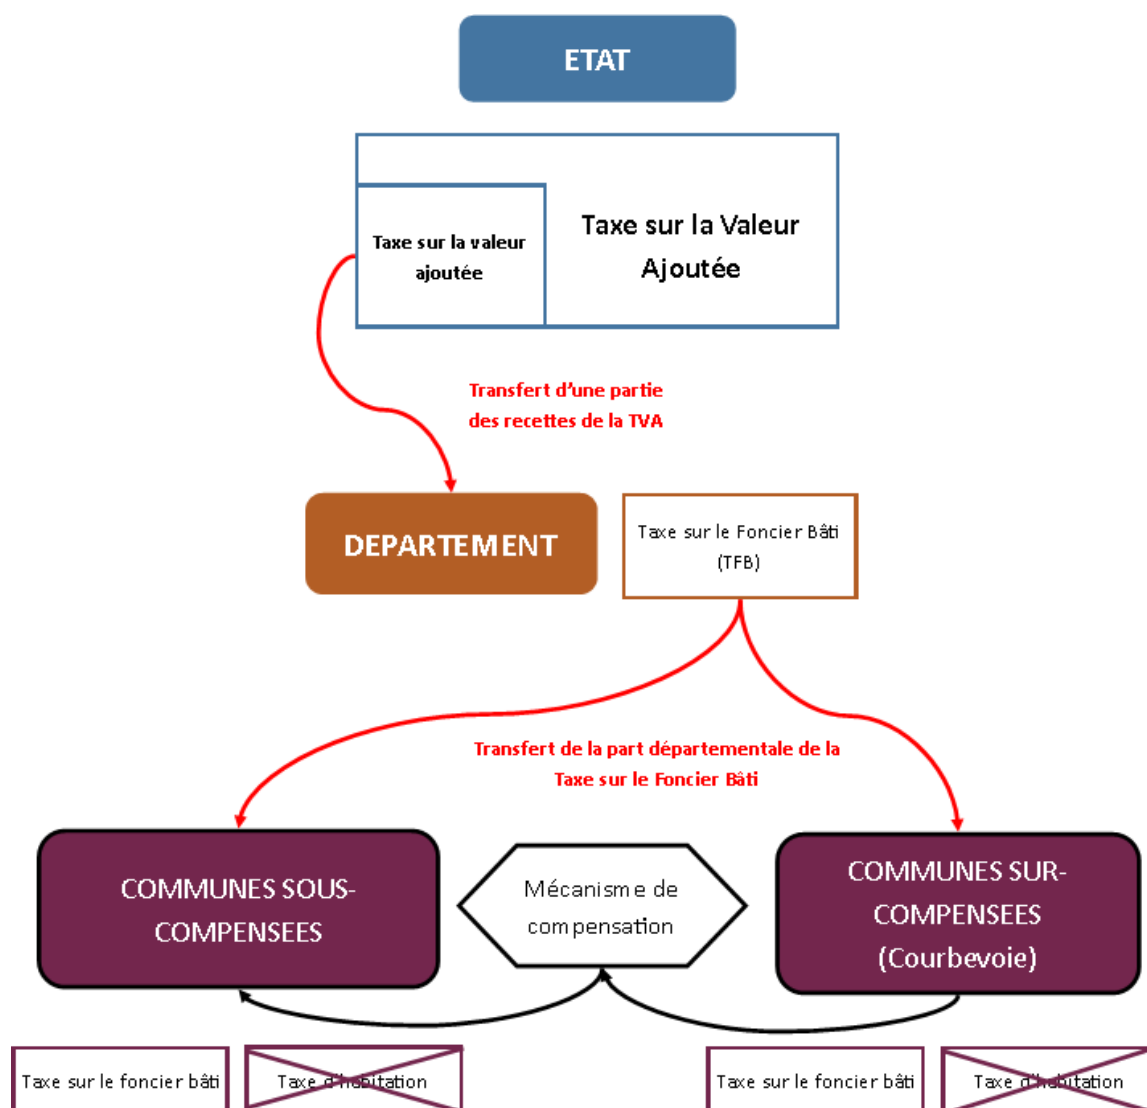 ETAT
Taxe sur la Valeur
Ajoutée
Taxe sur la valeur
ajoutée
Transfert d'une partie
des recettes de la TVA
DEPARTEMENT
Taxe sur le Foncier Bâti
(TFB)
Transfert de la part départementale de la
Taxe sur le Foncier Bâti
COMMUNES SOUS-
COMPENSEES
Mécanisme de
compensation
COMMUNES SUR-
COMPENSEES
(Courbevoie)
Taxe sur le foncier bâti
Taxe d'habitation
Taxe sur le foncier bâti
Taxe d'habitation